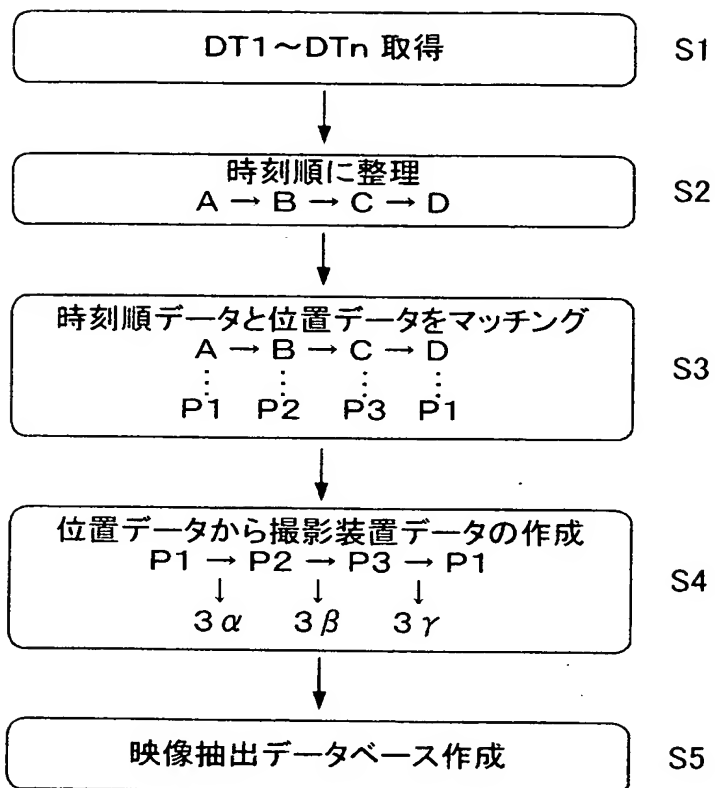 DT1～DTn 取得 S1
時刻順に整理
A → B → C → D S2
時刻順データと位置データをマッチング
A → B → C → D
P1 P2 P3 P1 S3
位置データから撮影装置データの作成
P1 → P2 → P3 → P1
3α 3β 3γ S4
映像抽出データベース作成 S5